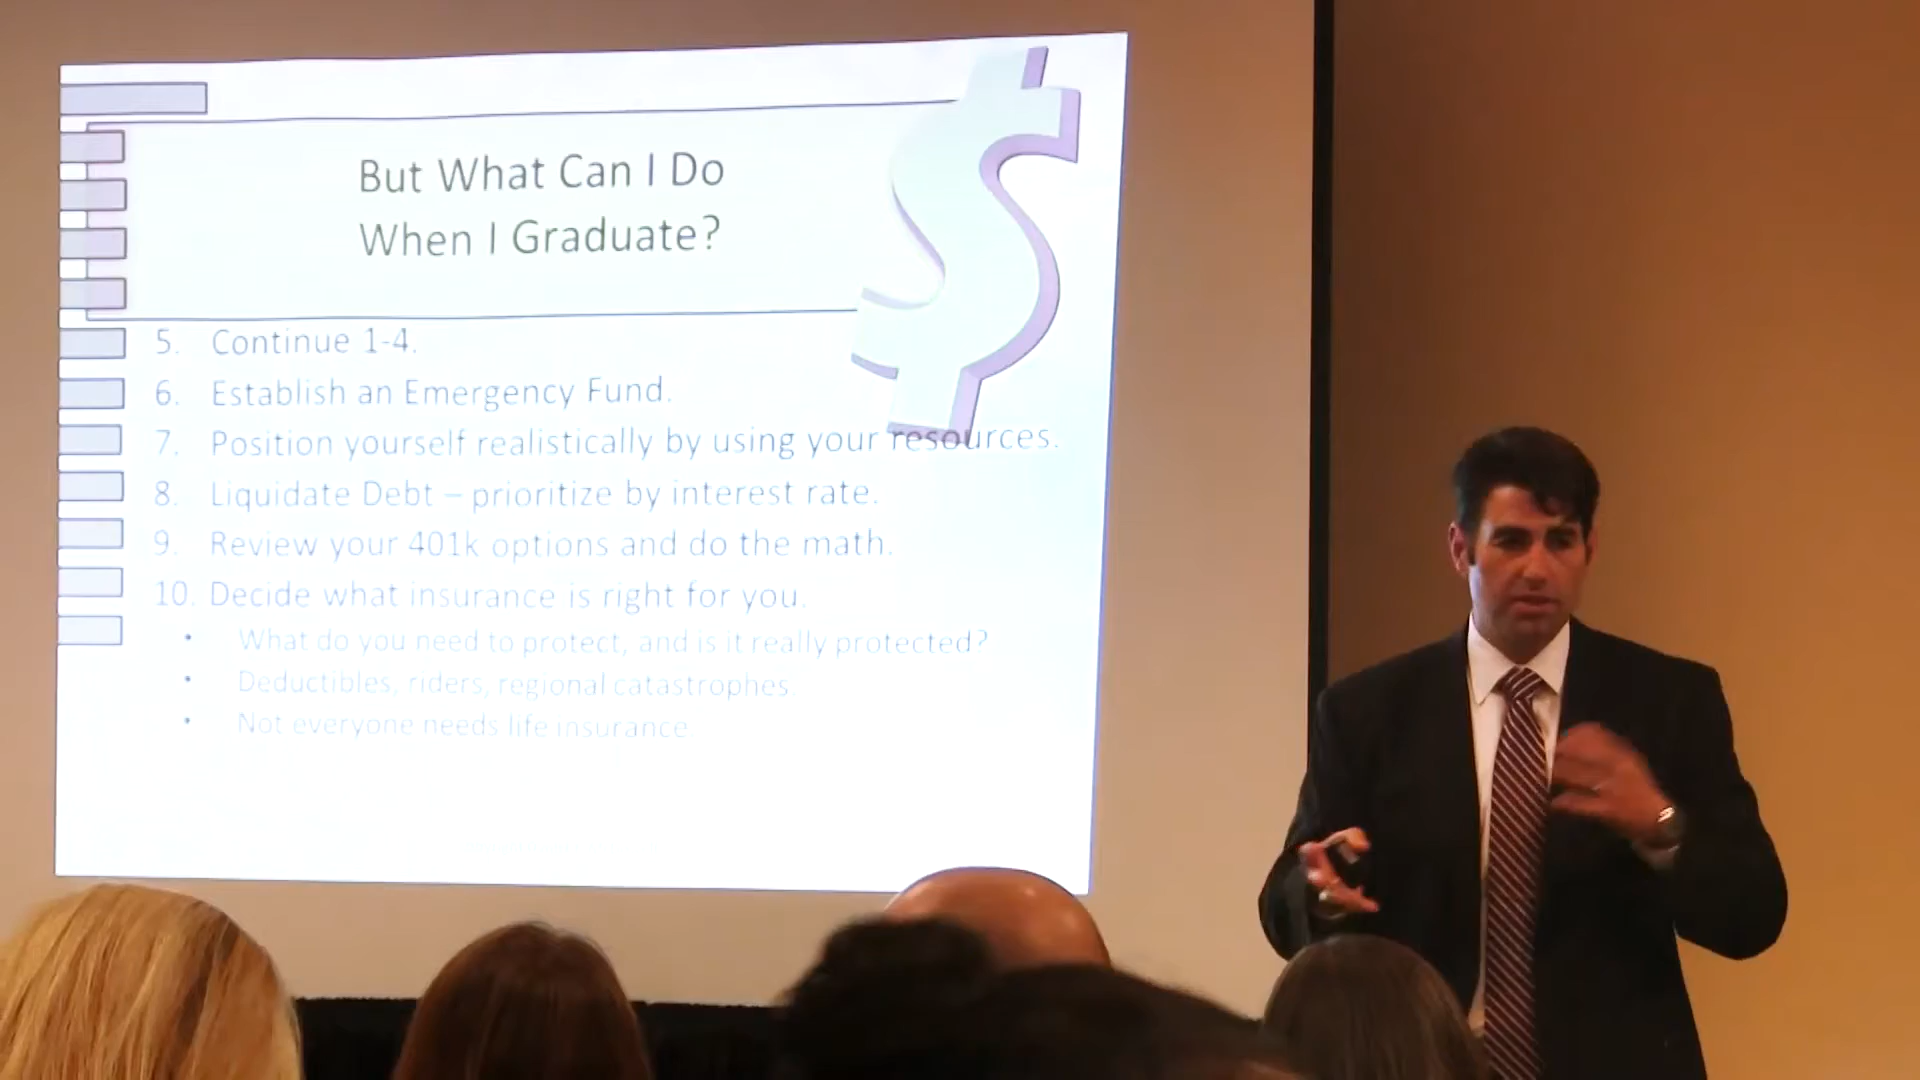 But What Can I Do
When I Graduate?
5. Continue 1-4.
6. Establish an Emergency Fund.
7. Position yourself realistically by using your resources.
8. Liquidate Debt – prioritize by interest rate.
9. Review your 401k options and do the math.
10. Decide what insurance is right for you.
• What do you need to protect, and is it really protected?
• Deductibles, riders, regional catastrophes.
• Not everyone needs life insurance.